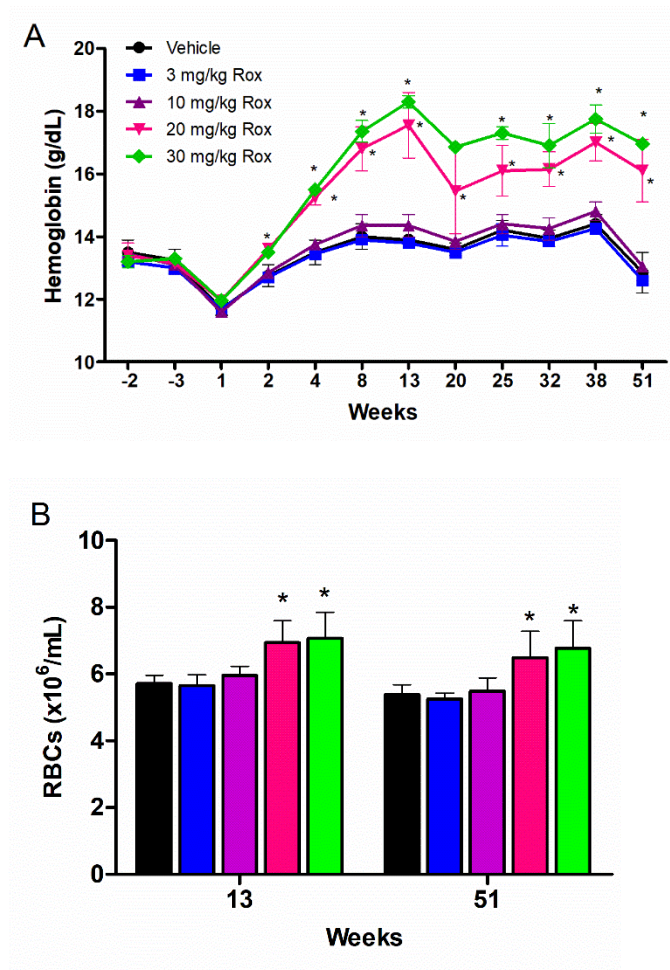 A
Vehicle
3 mg/kg Rox
10 mg/kg Rox
20 mg/kg Rox
30 mg/kg Rox
Hemoglobin (g/dL)
20
18
16
14
12
10
* * * * * * * * *
* * * * * * *
-2 -3 1 2 4 8 13 20 25 32 38 51
Weeks
B
RBCs (x10⁶/mL)
10
8
6
4
2
0
* * * *
13 51
Weeks